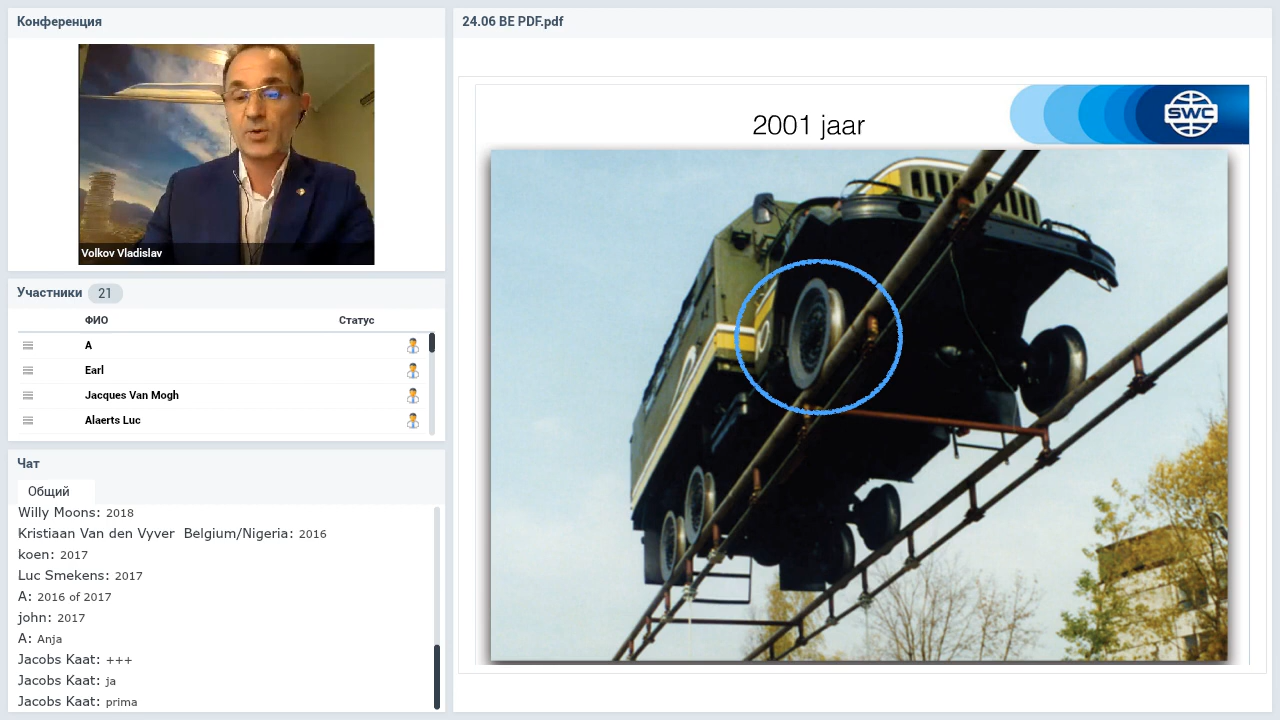 Конференция
Volkov Vladislav
Участники 21
ФИО Статус
A
Earl
Jacques Van Mogh
Alaerts Luc
Чат
Общий
Willy Moons: 2018
Kristiaan Van den Vyver Belgium/Nigeria: 2016
koen: 2017
Luc Smekens: 2017
A: 2016 of 2017
john: 2017
A: Anja
Jacobs Kaat: +++
Jacobs Kaat: ja
Jacobs Kaat: prima
24.06 BE PDF.pdf
2001 jaar
SWC